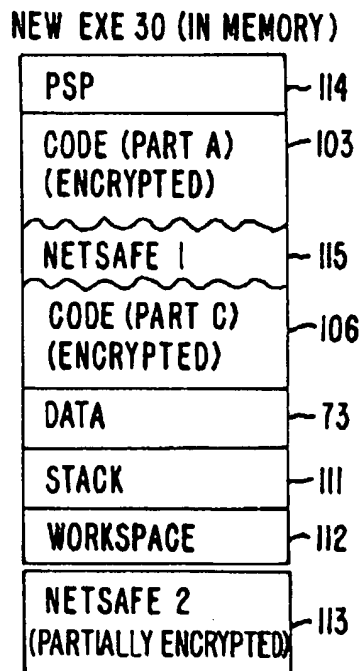 NEW EXE 30 (IN MEMORY)
PSP
114
CODE (PART A)
(ENCRYPTED)
103
NETSAFE 1
115
CODE (PART C)
(ENCRYPTED)
106
DATA
73
STACK
111
WORKSPACE
112
NETSAFE 2
(PARTIALLY ENCRYPTED)
113